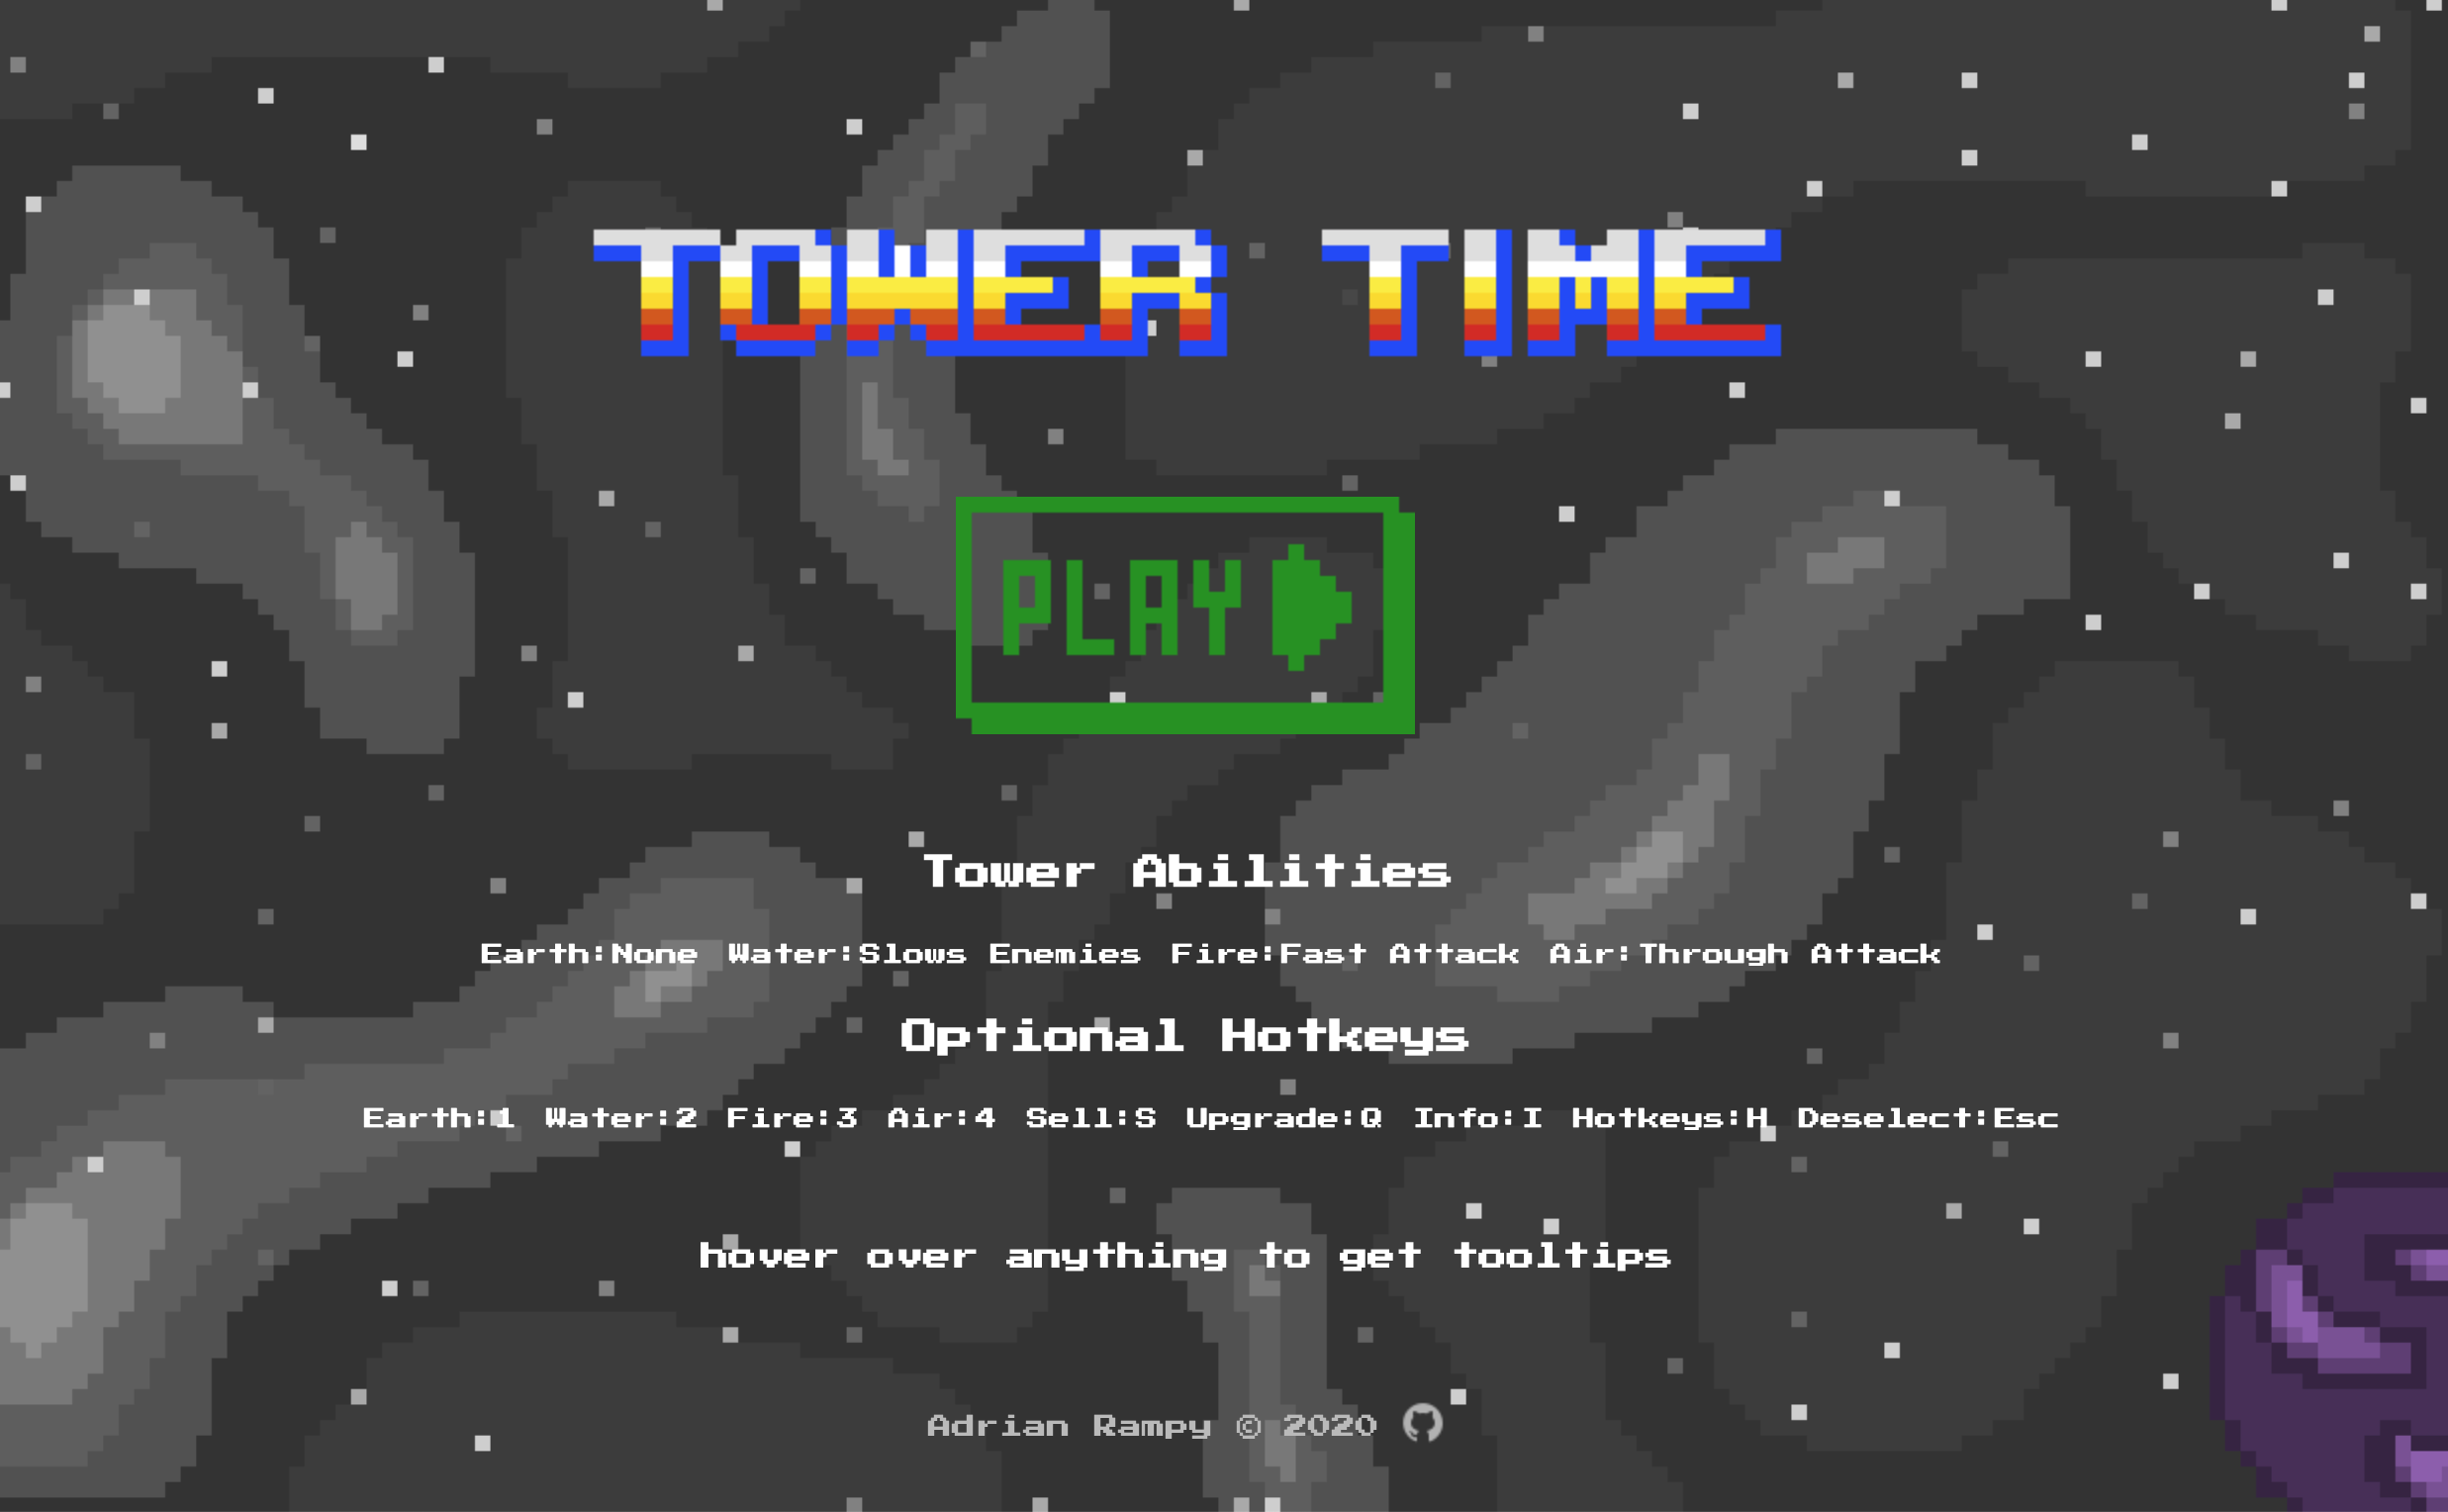 TOWER TIME
PLAY
Tower Abilities
Earth:None Water:Slows Enemies Fire:Fast Attack Air:Through Attack
Optional Hotkeys
Earth:1 Water:2 Fir:3 Air:4 Sell:S Upgrade:Q Info:I Hotkeys:H Deselect:Esc
hover over anything to get tooltips
Adrian Rampy © 2020